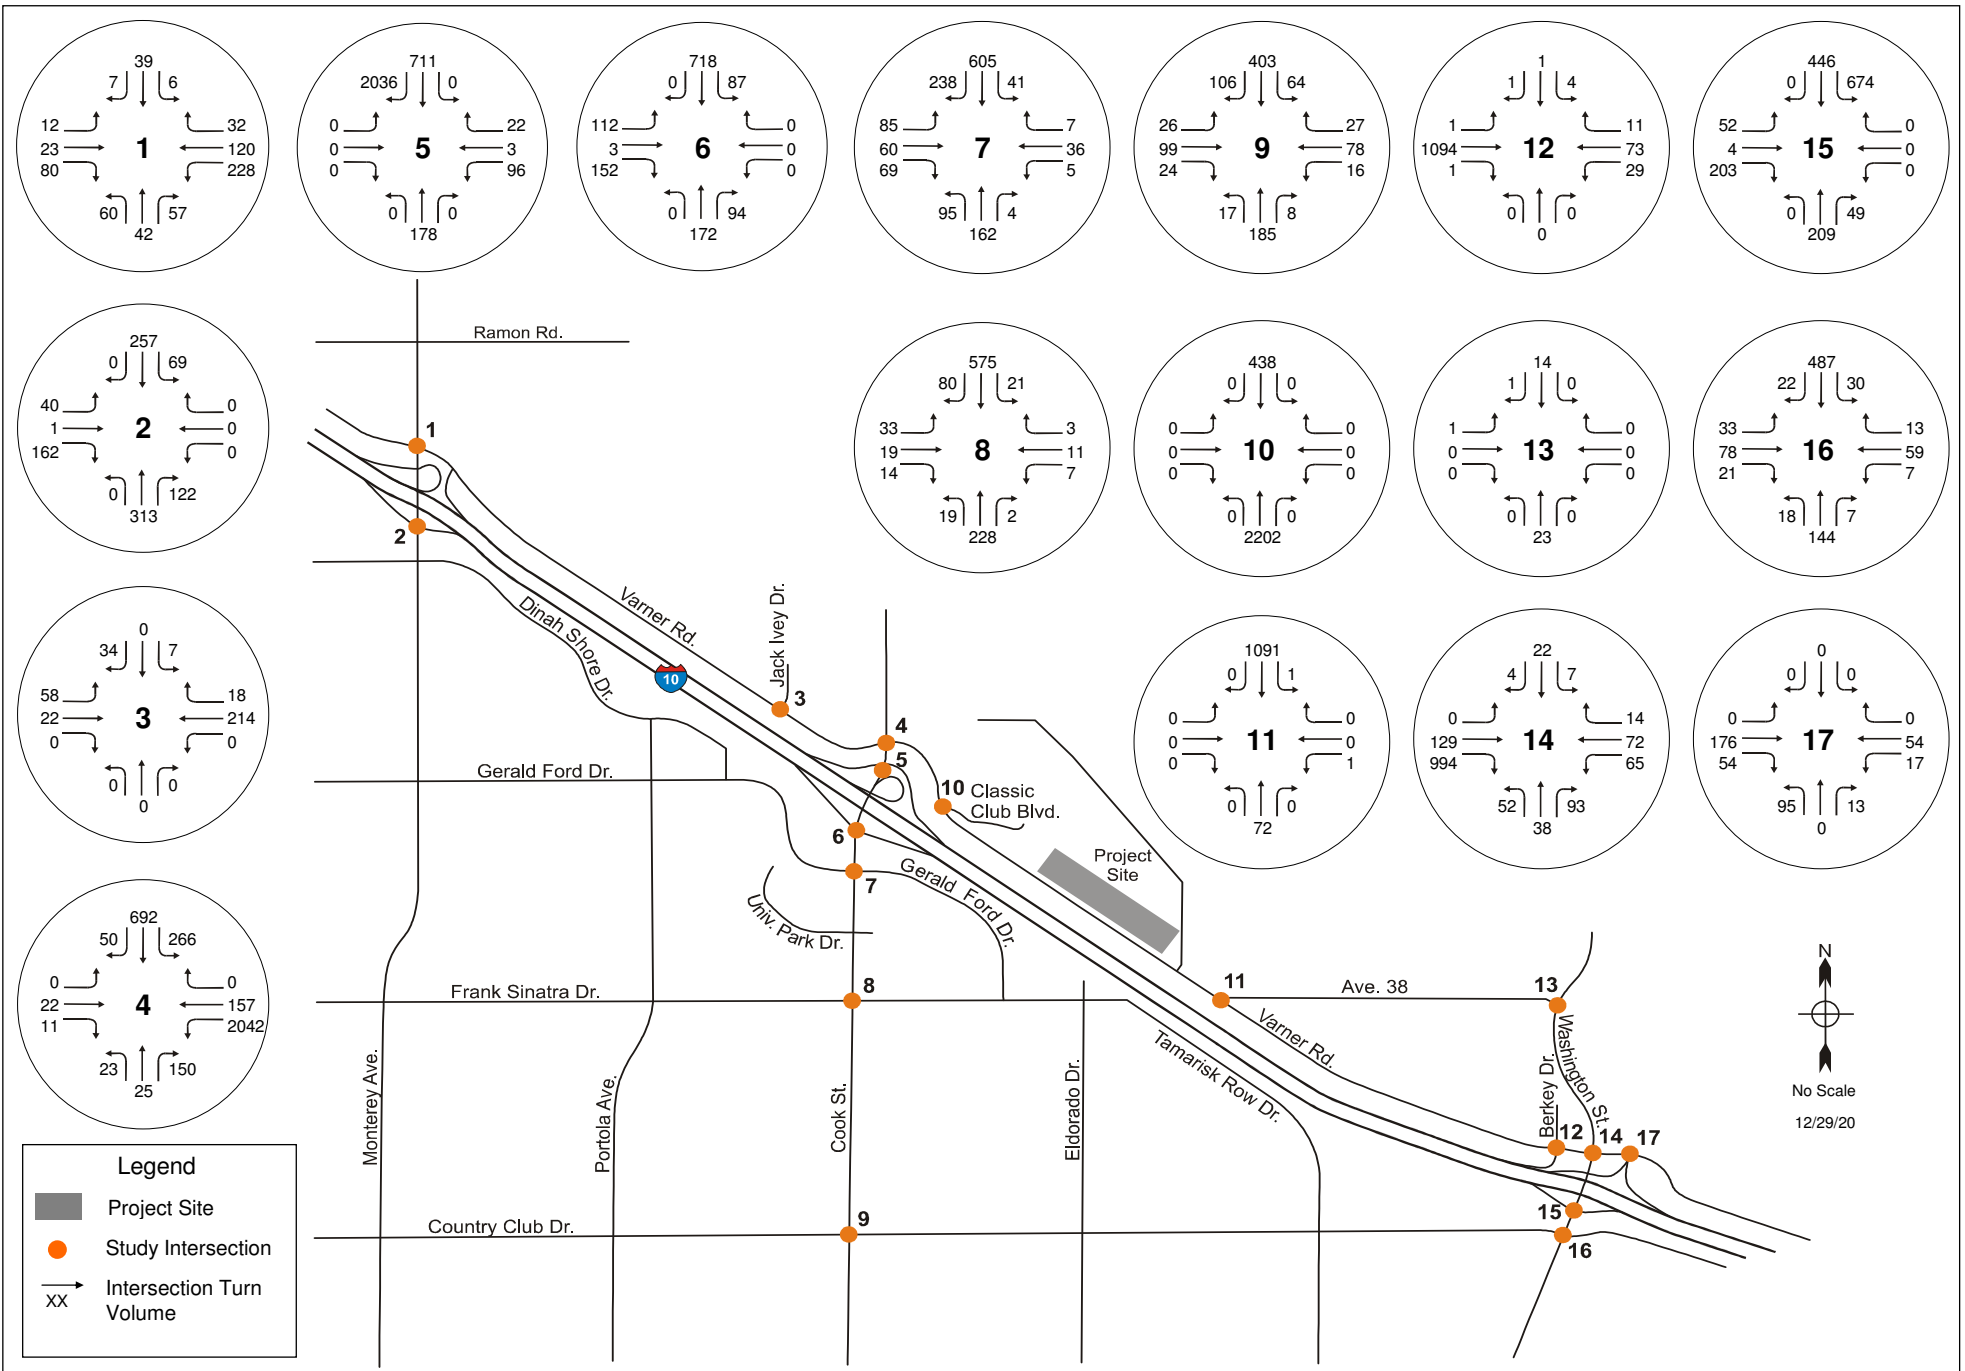 39
7 6
12 32
23 1 120
80 228
60 57
42
711
2036 0
0 22
0 5 3
0 96
0 0
178
718
0 87
112 0
3 6 0
152 0
0 94
172
605
238 41
85 7
60 7 36
69 5
95 4
162
403
106 64
26 27
99 9 78
24 16
17 8
185
1
1 4
1 11
1094 12 73
1 29
0 0
0
446
0 674
52 0
4 15 0
203 0
0 49
209
257
0 69
40 0
1 2 0
162 0
0 122
313
575
80 21
33 3
19 8 11
14 7
19 2
228
438
0 0
0 0
0 10 0
0 0
0 0
2202
14
1 0
1 0
0 13 0
0 0
0 0
23
487
22 30
33 13
78 16 59
21 7
18 7
144
0
34 7
58 18
22 3 214
0 0
0 0
0
1091
0 1
0 0
0 11 0
0 1
0 0
72
22
4 7
0 14
129 14 72
994 65
52 93
38
0
0 0
0 0
176 17 54
54 17
95 13
0
692
50 266
0 0
22 4 157
11 2042
23 150
25
Ramon Rd.
1
2
Varner Rd.
Dinah Shore Dr.
10
Jack Ivey Dr.
3
4
5
Gerald Ford Dr.
10 Classic
Club Blvd.
6
7
Gerald Ford Dr.
Project
Site
Univ. Park Dr.
Frank Sinatra Dr.
8
11
Ave. 38
13
Varner Rd.
Washington St.
Tamarisk Row Dr.
Monterey Ave.
Portola Ave.
Cook St.
Eldorado Dr.
Berkey Dr.
12 14 17
15
16
Country Club Dr.
9
N
No Scale
12/29/20
Legend
Project Site
Study Intersection
XX
Intersection Turn
Volume